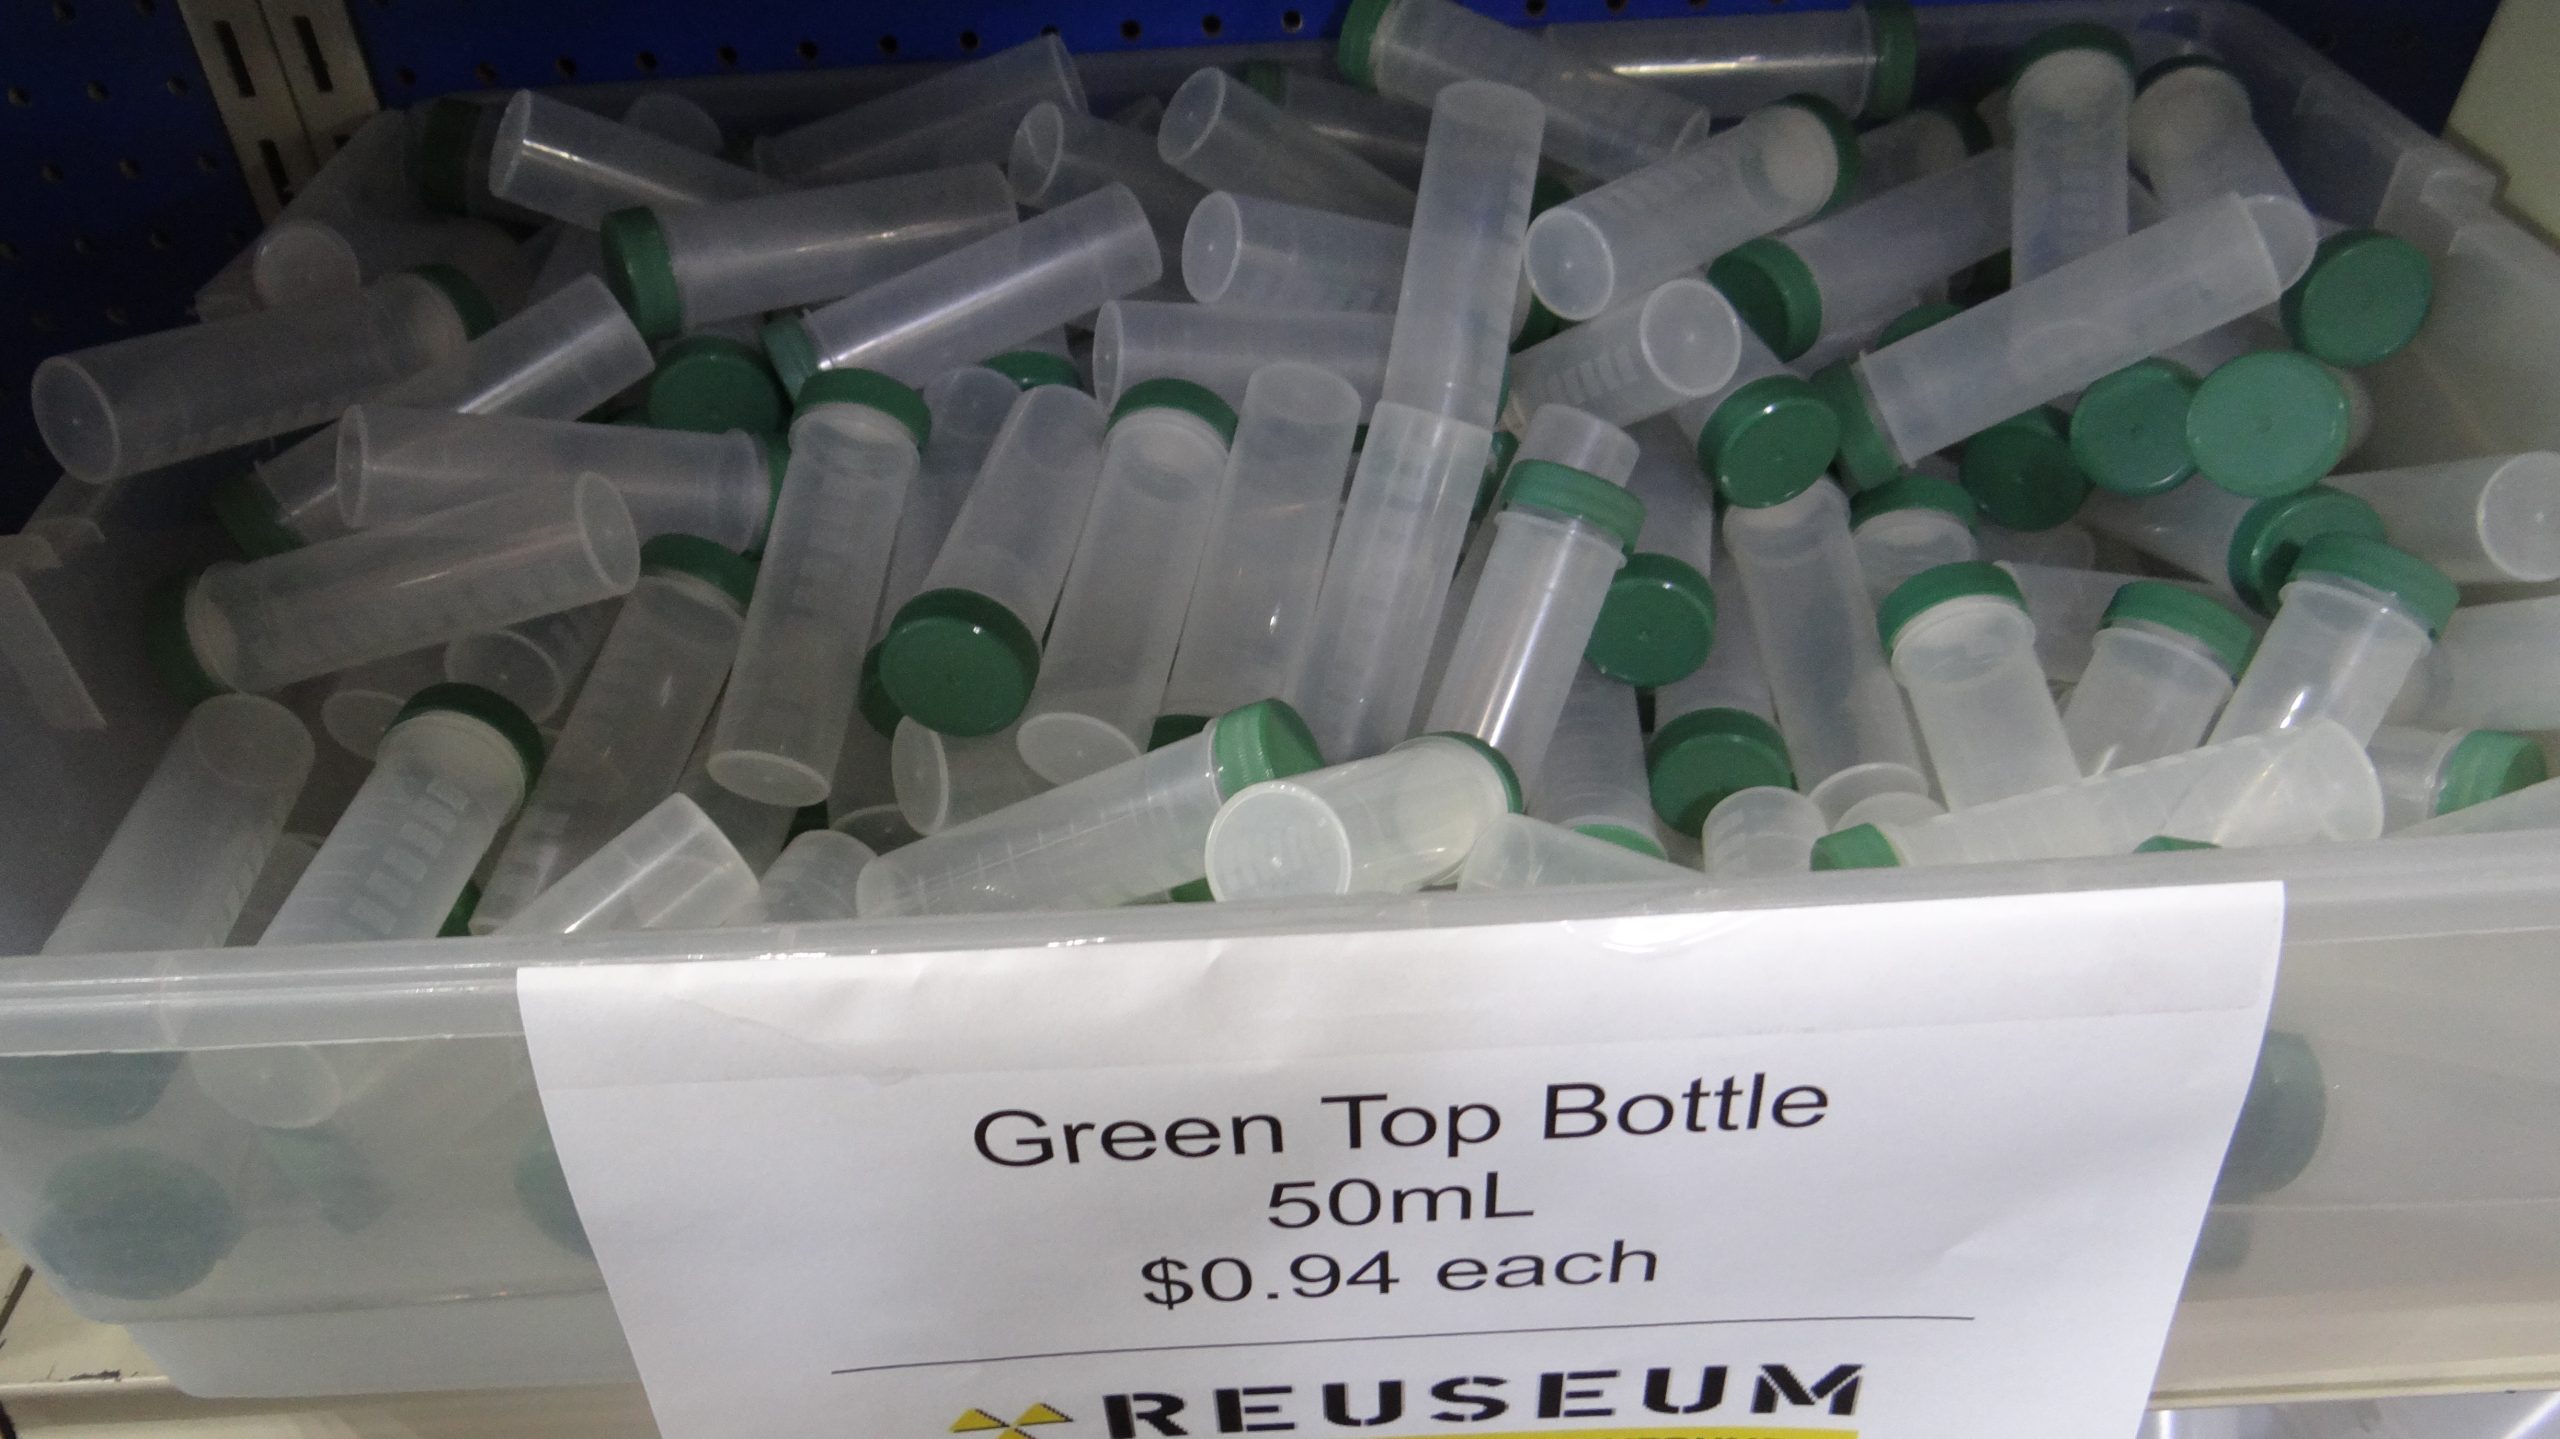 Green Top Bottle
50mL
$0.94 each
REUSEUM